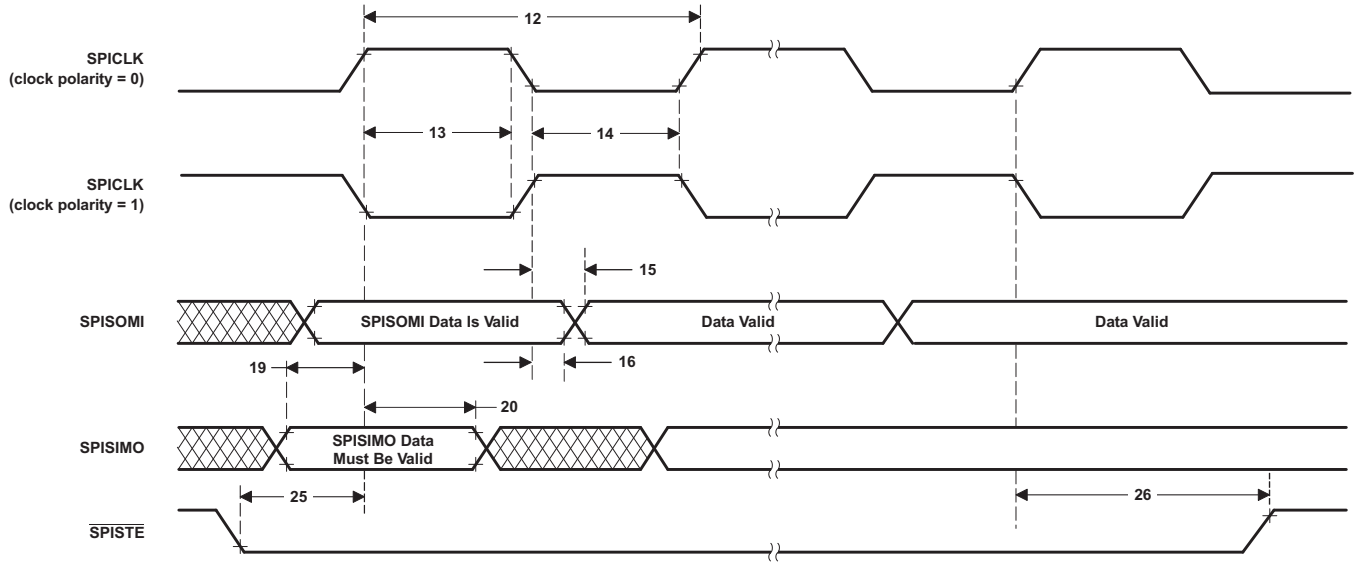 12
SPICLK
(clock polarity = 0)
13
14
SPICLK
(clock polarity = 1)
15
SPISOMI
SPISOMI Data Is Valid
Data Valid
Data Valid
16
19
20
SPISIMO
SPISIMO Data
Must Be Valid
25
26
SPISTE